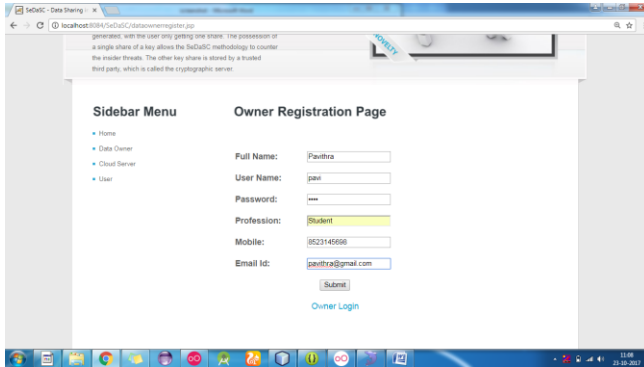 SeDaSC - Data Sharing in
localhost:8084/SeDaSC/dataownerregister.jsp
generated, with the user only getting one share. The possession of
a single share of a key allows the SeDaSC methodology to counter
the insider threats. The other key share is stored by a trusted
third party, which is called the cryptographic server.
NOVELTY
Sidebar Menu
Home
Data Owner
Cloud Server
User
Owner Registration Page
Full Name: Pavithra
User Name: pavi
Password: ••••
Profession: Student
Mobile: 8523145698
Email Id: pavithra@gmail.com
Submit
Owner Login
11:08
23-10-2017